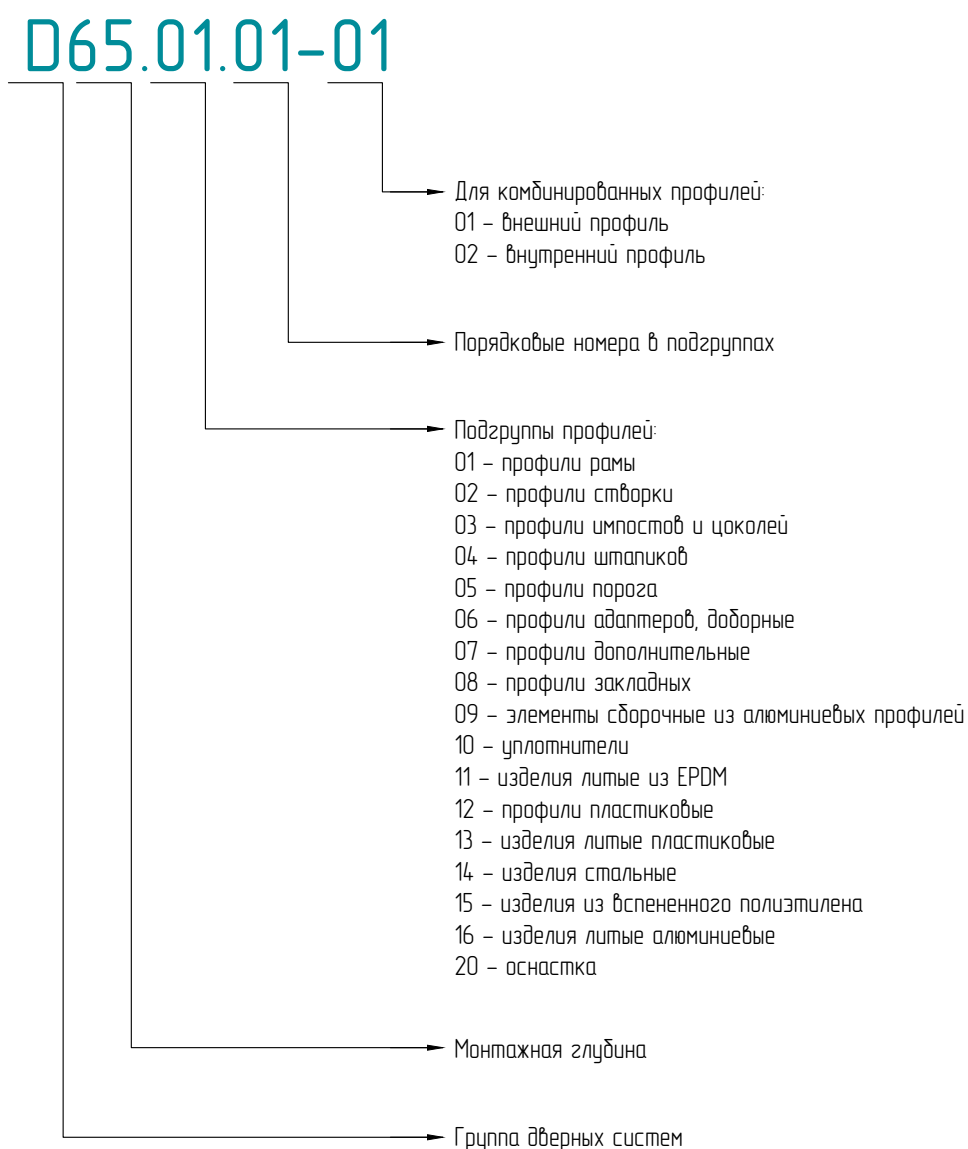 D65.01.01-01
Для комбинированных профилей:
01 – внешний профиль
02 – внутренний профиль
Порядковые номера в подгруппах
Подгруппы профилей:
01 – профили рамы
02 – профили створки
03 – профили импостов и цоколей
04 – профили штапиков
05 – профили порога
06 – профили адаптеров, доборные
07 – профили дополнительные
08 – профили закладных
09 – элементы сборочные из алюминиевых профилей
10 – уплотнители
11 – изделия литые из EPDM
12 – профили пластиковые
13 – изделия литые пластиковые
14 – изделия стальные
15 – изделия из вспененного полиэтилена
16 – изделия литые алюминиевые
20 – оснастка
Монтажная глубина
Группа дверных систем